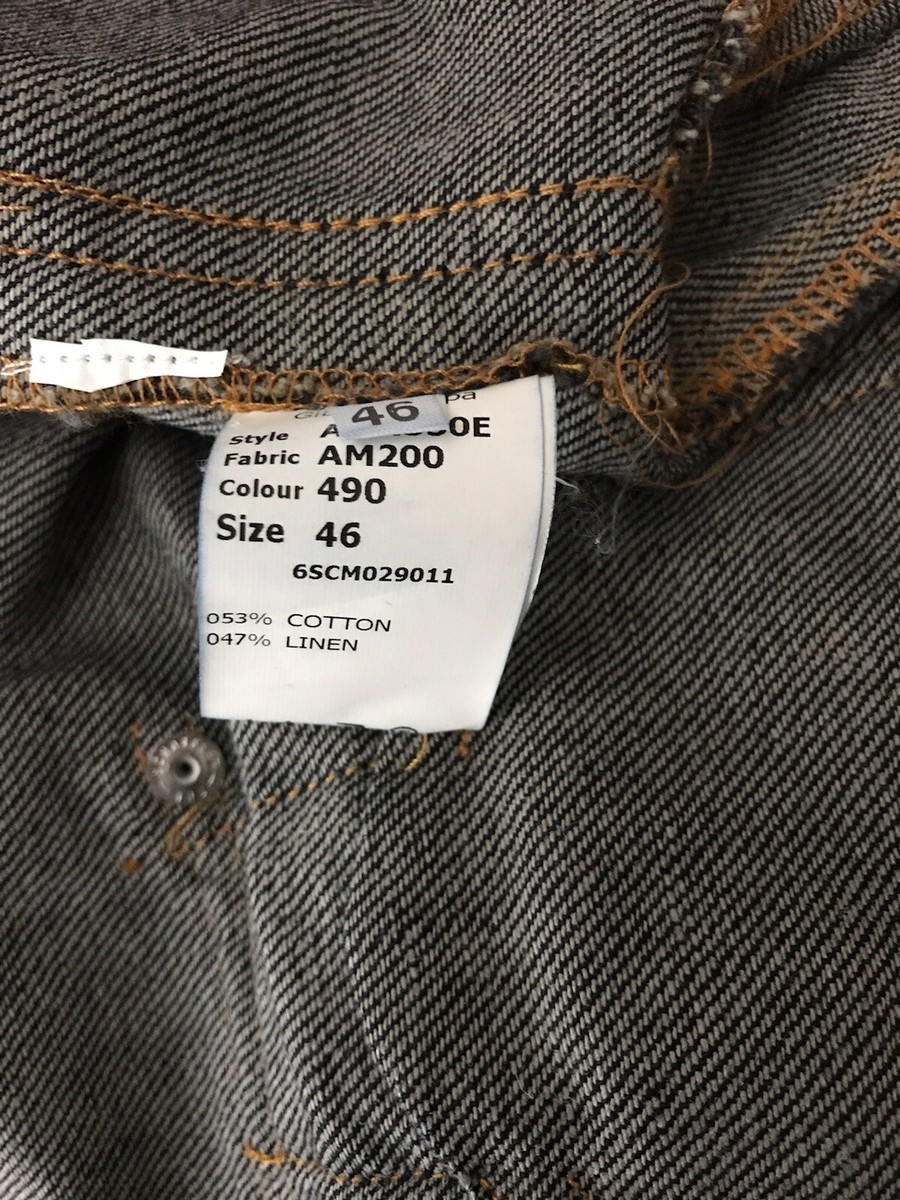 46
Style
Fabric AM200
Colour 490
Size 46
6SCM029011
053% COTTON
047% LINEN